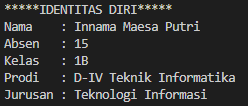 *****IDENTITAS DIRI*****
Nama    : Innama Maesa Putri
Absen   : 15
Kelas   : 1B
Prodi   : D-IV Teknik Informatika
Jurusan : Teknologi Informasi